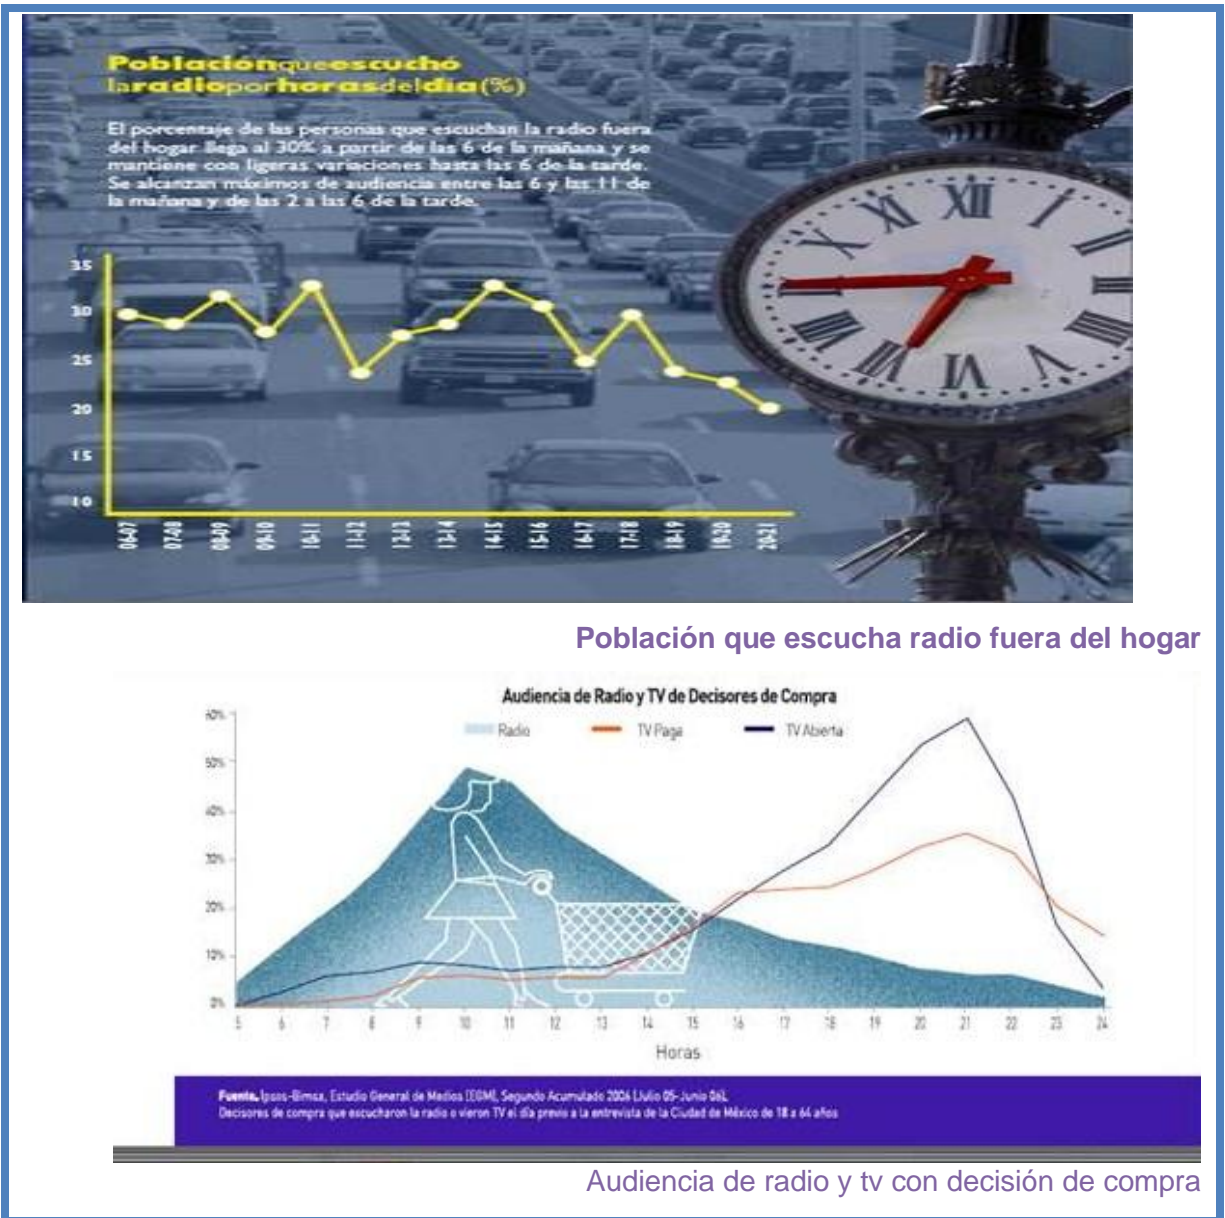 Poblaciónqueescuchó
laradioporhorasdeldía(%)
El porcentaje de las personas que escuchan la radio fuera
del hogar llega al 30% a partir de las 6 de la mañana y se
mantiene con ligeras variaciones hasta las 6 de la tarde.
Se alcanzan máximos de audiencia entre las 6 y las 11 de
la mañana y de las 2 a las 6 de la tarde.
35
30
25
20
15
10
06-07 07-08 08-09 09-10 10-11 11-12 12-13 13-14 14-15 15-16 16-17 17-18 18-19 19-20 20-21
XII I II III IIII V VI VII IX X XI
Población que escucha radio fuera del hogar
Audiencia de Radio y TV de Decisores de Compra
Radio TV Paga TV Abierta
60%
50%
40%
30%
20%
10%
0%
5 6 7 8 9 10 11 12 13 14 15 16 17 18 19 20 21 22 23 24
Horas
Fuente. Ipsos-Bimsa, Estudio General de Medios (EGM), Segundo Acumulado 2006 (Julio 05-Junio 06).
Decisores de compra que escucharon la radio o vieron TV el día previo a la entrevista de la Ciudad de México de 18 a 64 años
Audiencia de radio y tv con decisión de compra